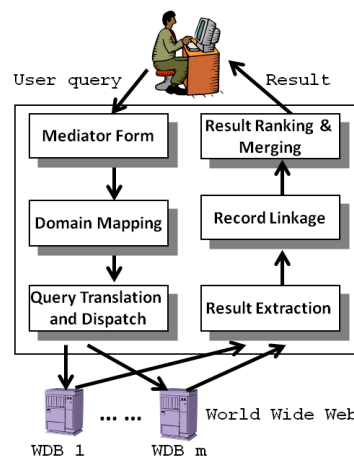 User query
Result
Mediator Form
Result Ranking &
Merging
Domain Mapping
Record Linkage
Query Translation
and Dispatch
Result Extraction
... ...
World Wide Web
WDB 1
WDB m